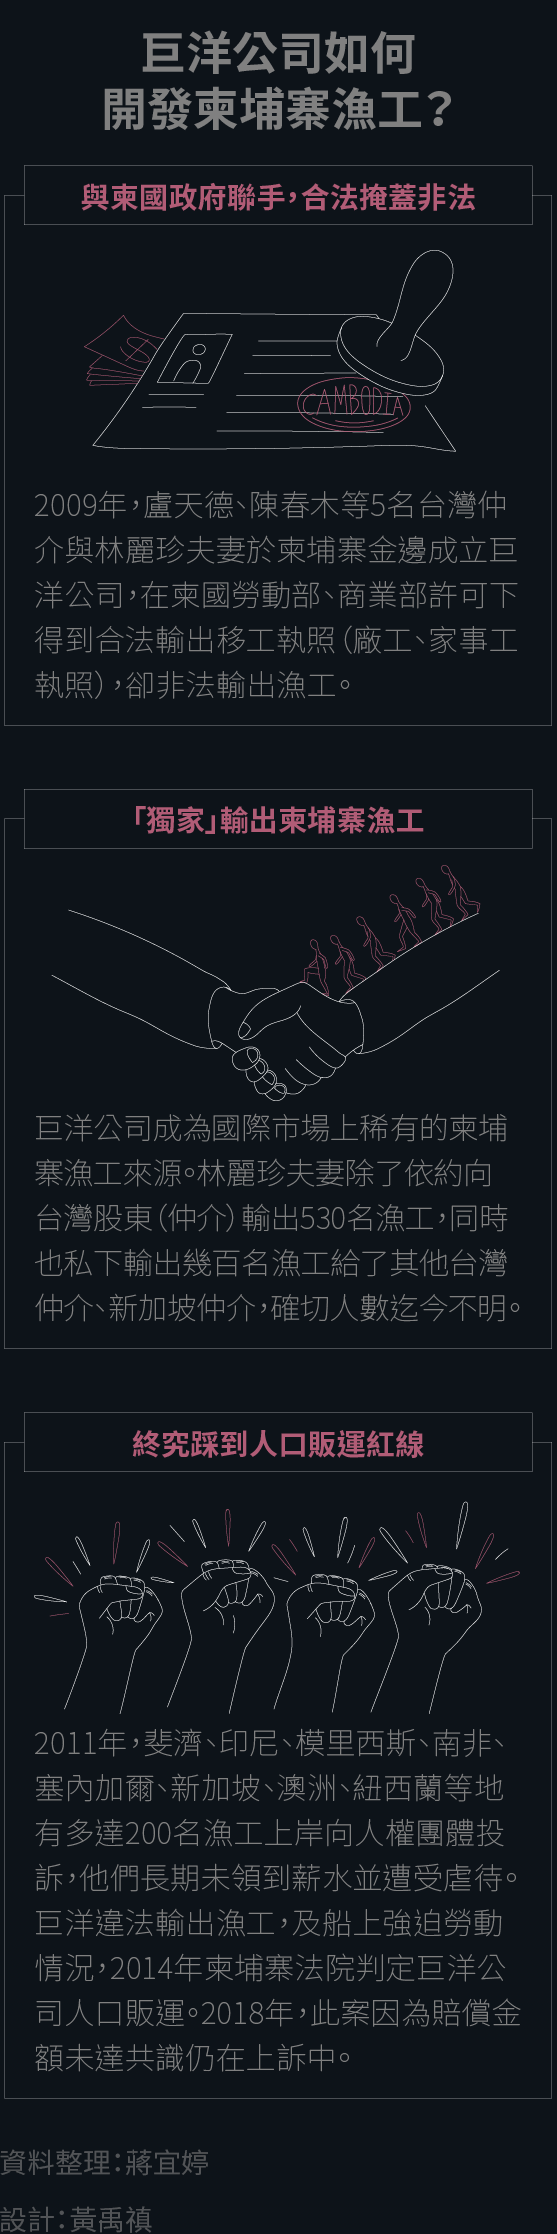 巨洋公司如何
開發柬埔寨漁工？
與柬國政府聯手，合法掩蓋非法
CAMBODIA
2009年，盧天德、陳春木等5名台灣仲
介與林麗珍夫妻於柬埔寨金邊成立巨
洋公司，在柬國勞動部、商業部許可下
得到合法輸出移工執照（廠工、家事工
執照），卻非法輸出漁工。
「獨家」輸出柬埔寨漁工
巨洋公司成為國際市場上稀有的柬埔
寨漁工來源。林麗珍夫妻除了依約向
台灣股東（仲介）輸出530名漁工，同時
也私下輸出幾百名漁工給了其他台灣
仲介、新加坡仲介，確切人數迄今不明。
終究踩到人口販運紅線
2011年，斐濟、印尼、模里西斯、南非、
塞內加爾、新加坡、澳洲、紐西蘭等地
有多達200名漁工上岸向人權團體投
訴，他們長期未領到薪水並遭受虐待。
巨洋違法輸出漁工，及船上強迫勞動
情況，2014年柬埔寨法院判定巨洋公
司人口販運。2018年，此案因為賠償金
額未達共識仍在上訴中。
資料整理：蔣宜婷
設計：黃禹禛